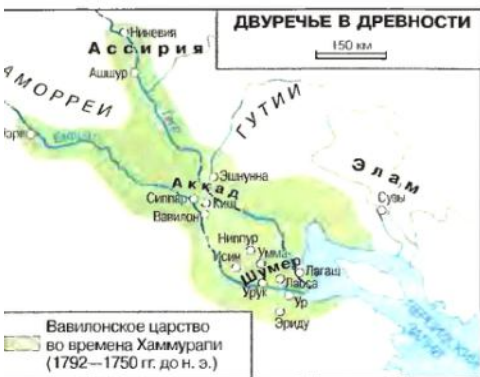 ДВУРЕЧЬЕ В ДРЕВНОСТИ
150 км
Ниневия
Ассирия
Ашшур
АМОРРЕИ
Тигр
ГУТИИ
Евфрат
Эшнунна
Элам
Аккад
Сузы
Сиппар
Киш
Вавилон
Ниппур
Умма
Исин
Шумер
Лагаш
Ларса
Урук
Ур
Эриду
Вавилонское царство
во времена Хаммурапи
(1792—1750 гг. до н. э.)